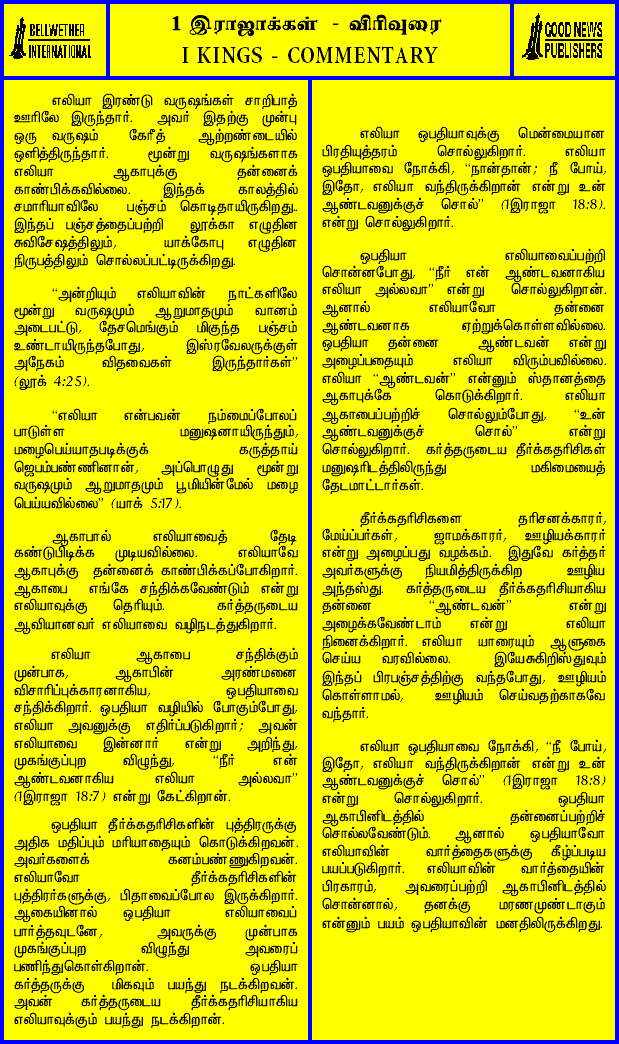 BELLWETHER
INTERNATIONAL
1 இராஜாக்கள் - விரிவுரை
I KINGS - COMMENTARY
GOOD NEWS
PUBLISHERS
எலியா இரண்டு வருஷங்கள் சாறிபாத்
ஊரிலே இருந்தார். அவர் இதற்கு முன்பு
ஒரு வருஷம் கேரீத் ஆற்றண்டையில்
ஒளித்திருந்தார். மூன்று வருஷங்களாக
எலியா ஆகாபுக்கு தன்னைக்
காண்பிக்கவில்லை. இந்தக் காலத்தில்
சமாரியாவிலே பஞ்சம் கொடிதாயிருகிறது.
இந்தப் பஞ்சத்தைப்பற்றி லூக்கா எழுதின
சுவிசேஷத்திலும், யாக்கோபு எழுதின
நிருபத்திலும் சொல்லப்பட்டிருக்கிறது.
“அன்றியும் எலியாவின் நாட்களிலே
மூன்று வருஷமும் ஆறுமாதமும் வானம்
அடைபட்டு, தேசமெங்கும் மிகுந்த பஞ்சம்
உண்டாயிருந்தபோது, இஸ்ரவேலருக்குள்
அநேகம் விதவைகள் இருந்தார்கள்”
(லூக் 4:25).
“எலியா என்பவன் நம்மைப்போலப்
பாடுள்ள மனுஷனாயிருந்தும்,
மழைபெய்யாதபடிக்குக் கருத்தாய்
ஜெபம்பண்ணினான், அப்பொழுது மூன்று
வருஷமும் ஆறுமாதமும் பூமியின்மேல் மழை
பெய்யவில்லை” (யாக் 5:17).
ஆகாபால் எலியாவைத் தேடி
கண்டுபிடிக்க முடியவில்லை. எலியாவே
ஆகாபுக்கு தன்னைக் காண்பிக்கப்போகிறார்.
ஆகாபை எங்கே சந்திக்கவேண்டும் என்று
எலியாவுக்கு தெரியும். கர்த்தருடைய
ஆவியானவர் எலியாவை வழிநடத்துகிறார்.
எலியா ஆகாபை சந்திக்கும்
முன்பாக, ஆகாபின் அரண்மனை
விசாரிப்புக்காரனாகிய, ஒபதியாவை
சந்திக்கிறார். ஒபதியா வழியில் போகும்போது,
எலியா அவனுக்கு எதிர்ப்படுகிறார்; அவன்
எலியாவை இன்னார் என்று அறிந்து,
முகங்குப்புற விழுந்து, “நீர் என்
ஆண்டவனாகிய எலியா அல்லவா”
(1இராஜா 18:7) என்று கேட்கிறான்.
ஒபதியா தீர்க்கதரிசிகளின் புத்திரருக்கு
அதிக மதிப்பும் மரியாதையும் கொடுக்கிறவன்.
அவர்களைக் கனம்பண்ணுகிறவன்.
எலியாவோ தீர்க்கதரிசிகளின்
புத்திரர்களுக்கு, பிதாவைப்போல இருக்கிறார்.
ஆகையினால் ஒபதியா எலியாவைப்
பார்த்தவுடனே, அவருக்கு முன்பாக
முகங்குப்புற விழுந்து அவரைப்
பணிந்துகொள்கிறான். ஒபதியா
கர்த்தருக்கு மிகவும் பயந்து நடக்கிறவன்.
அவன் கர்த்தருடைய தீர்க்கதரிசியாகிய
எலியாவுக்கும் பயந்து நடக்கிறான்.
எலியா ஒபதியாவுக்கு மென்மையான
பிரதியுத்தரம் சொல்லுகிறார். எலியா
ஒபதியாவை நோக்கி, “நான்தான்; நீ போய்,
இதோ, எலியா வந்திருக்கிறான் என்று உன்
ஆண்டவனுக்குச் சொல்” (1இராஜா 18:8).
என்று சொல்லுகிறார்.
ஒபதியா எலியாவைப்பற்றி
சொன்னபோது, “நீர் என் ஆண்டவனாகிய
எலியா அல்லவா” என்று சொல்லுகிறான்.
ஆனால் எலியாவோ தன்னை
ஆண்டவனாக ஏற்றுக்கொள்ளவில்லை.
ஒபதியா தன்னை ஆண்டவன் என்று
அழைப்பதையும் எலியா விரும்பவில்லை.
எலியா “ஆண்டவன்” என்னும் ஸ்தானத்தை
ஆகாபுக்கே கொடுக்கிறார். எலியா
ஆகாபைப்பற்றிச் சொல்லும்போது, “உன்
ஆண்டவனுக்குச் சொல்” என்று
சொல்லுகிறார். கர்த்தருடைய தீர்க்கதரிசிகள்
மனுஷரிடத்திலிருந்து மகிமையைத்
தேடமாட்டார்கள்.
தீர்க்கதரிசிகளை தரிசனக்காரர்,
மேய்ப்பர்கள், ஜாமக்காரர், ஊழியக்காரர்
என்று அழைப்பது வழக்கம். இதுவே கர்த்தர்
அவர்களுக்கு நியமித்திருக்கிற ஊழிய
அந்தஸ்து. கர்த்தருடைய தீர்க்கதரிசியாகிய
தன்னை “ஆண்டவன்” என்று
அழைக்கவேண்டாம் என்று எலியா
நினைக்கிறார். எலியா யாரையும் ஆளுகை
செய்ய வரவில்லை. இயேசுகிறிஸ்துவும்
இந்தப் பிரபஞ்சத்திற்கு வந்தபோது, ஊழியம்
கொள்ளாமல், ஊழியம் செய்வதற்காகவே
வந்தார்.
எலியா ஒபதியாவை நோக்கி, “நீ போய்,
இதோ, எலியா வந்திருக்கிறான் என்று உன்
ஆண்டவனுக்குச் சொல்” (1இராஜா 18:8)
என்று சொல்லுகிறார். ஒபதியா
ஆகாபினிடத்தில் தன்னைப்பற்றிச்
சொல்லவேண்டும். ஆனால் ஒபதியாவோ
எலியாவின் வார்த்தைகளுக்கு கீழ்ப்படிய
பயப்படுகிறார். எலியாவின் வார்த்தையின்
பிரகாரம், அவரைப்பற்றி ஆகாபினிடத்தில்
சொன்னால், தனக்கு மரணமுண்டாகும்
என்னும் பயம் ஒபதியாவின் மனதிலிருக்கிறது.